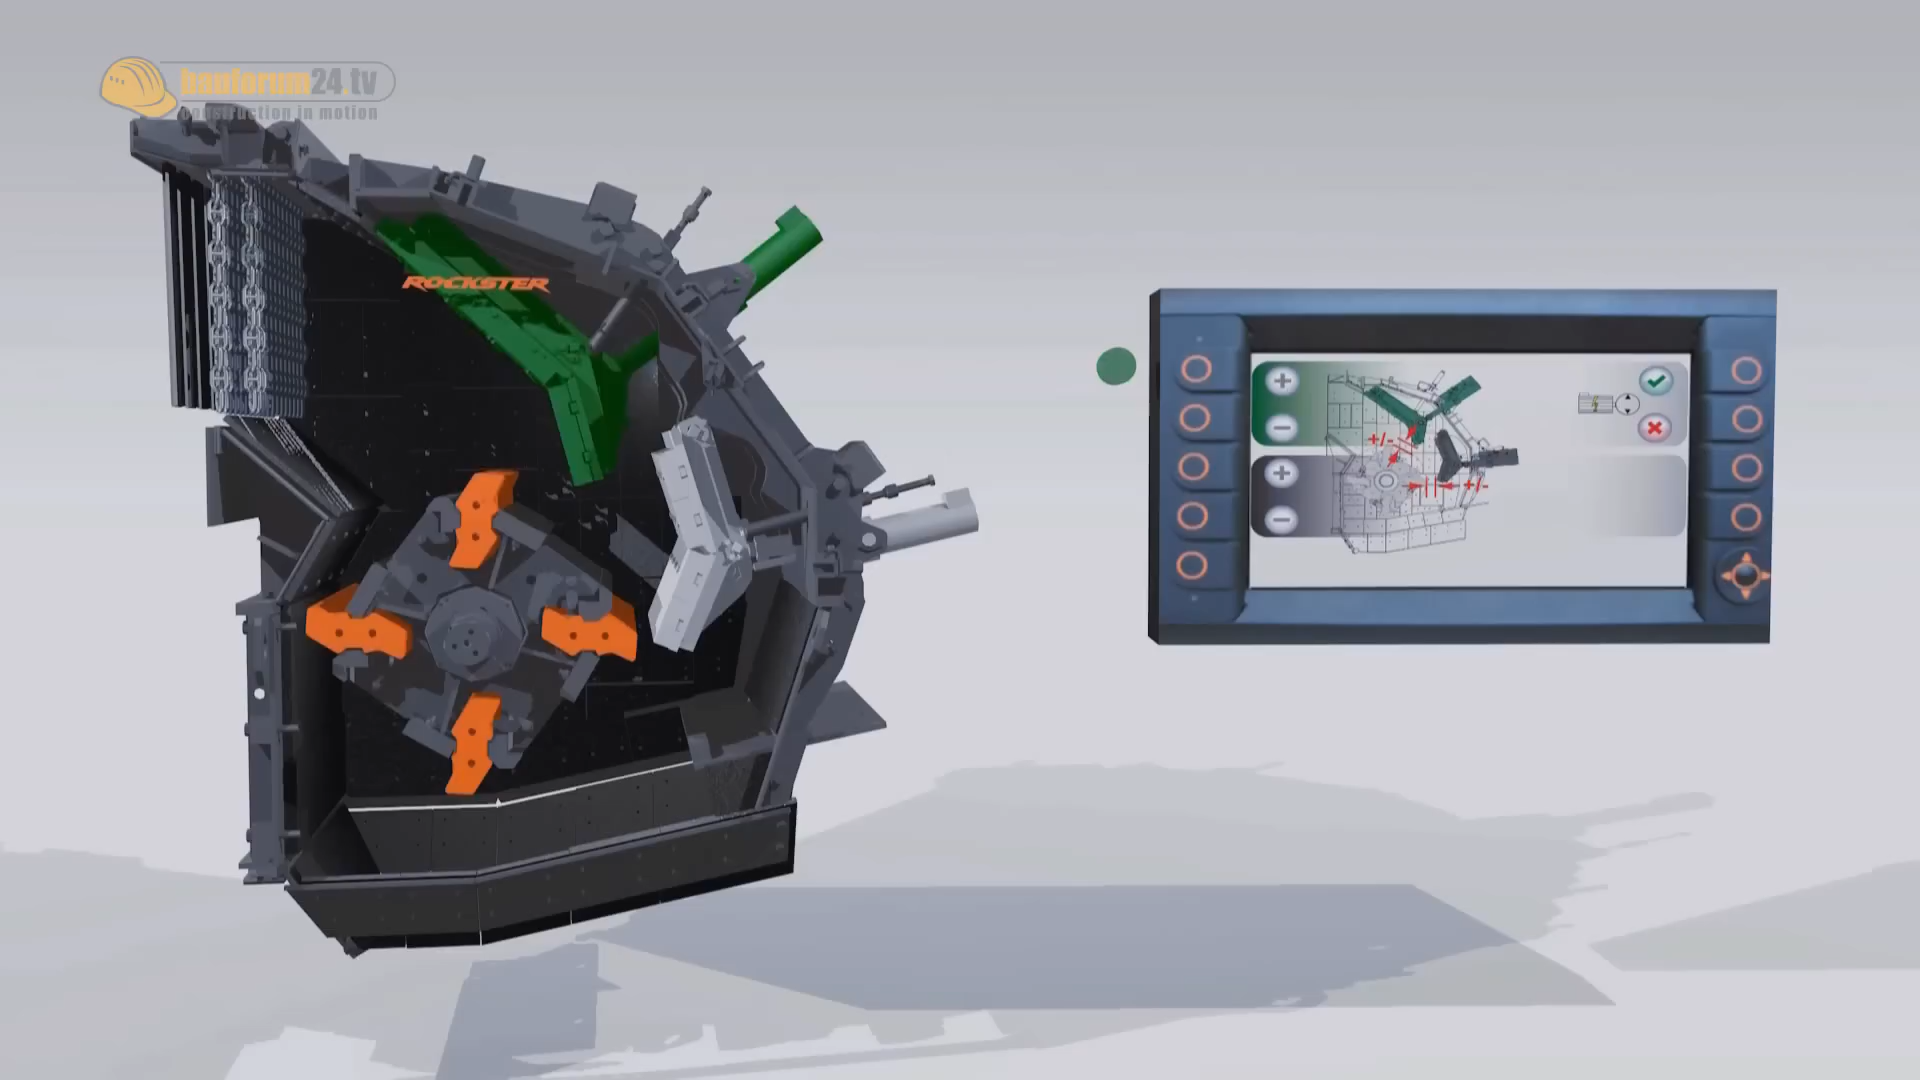 bauforum24.tv
construction in motion
ROCKSTER
+
−
+
−
+/-
+/-